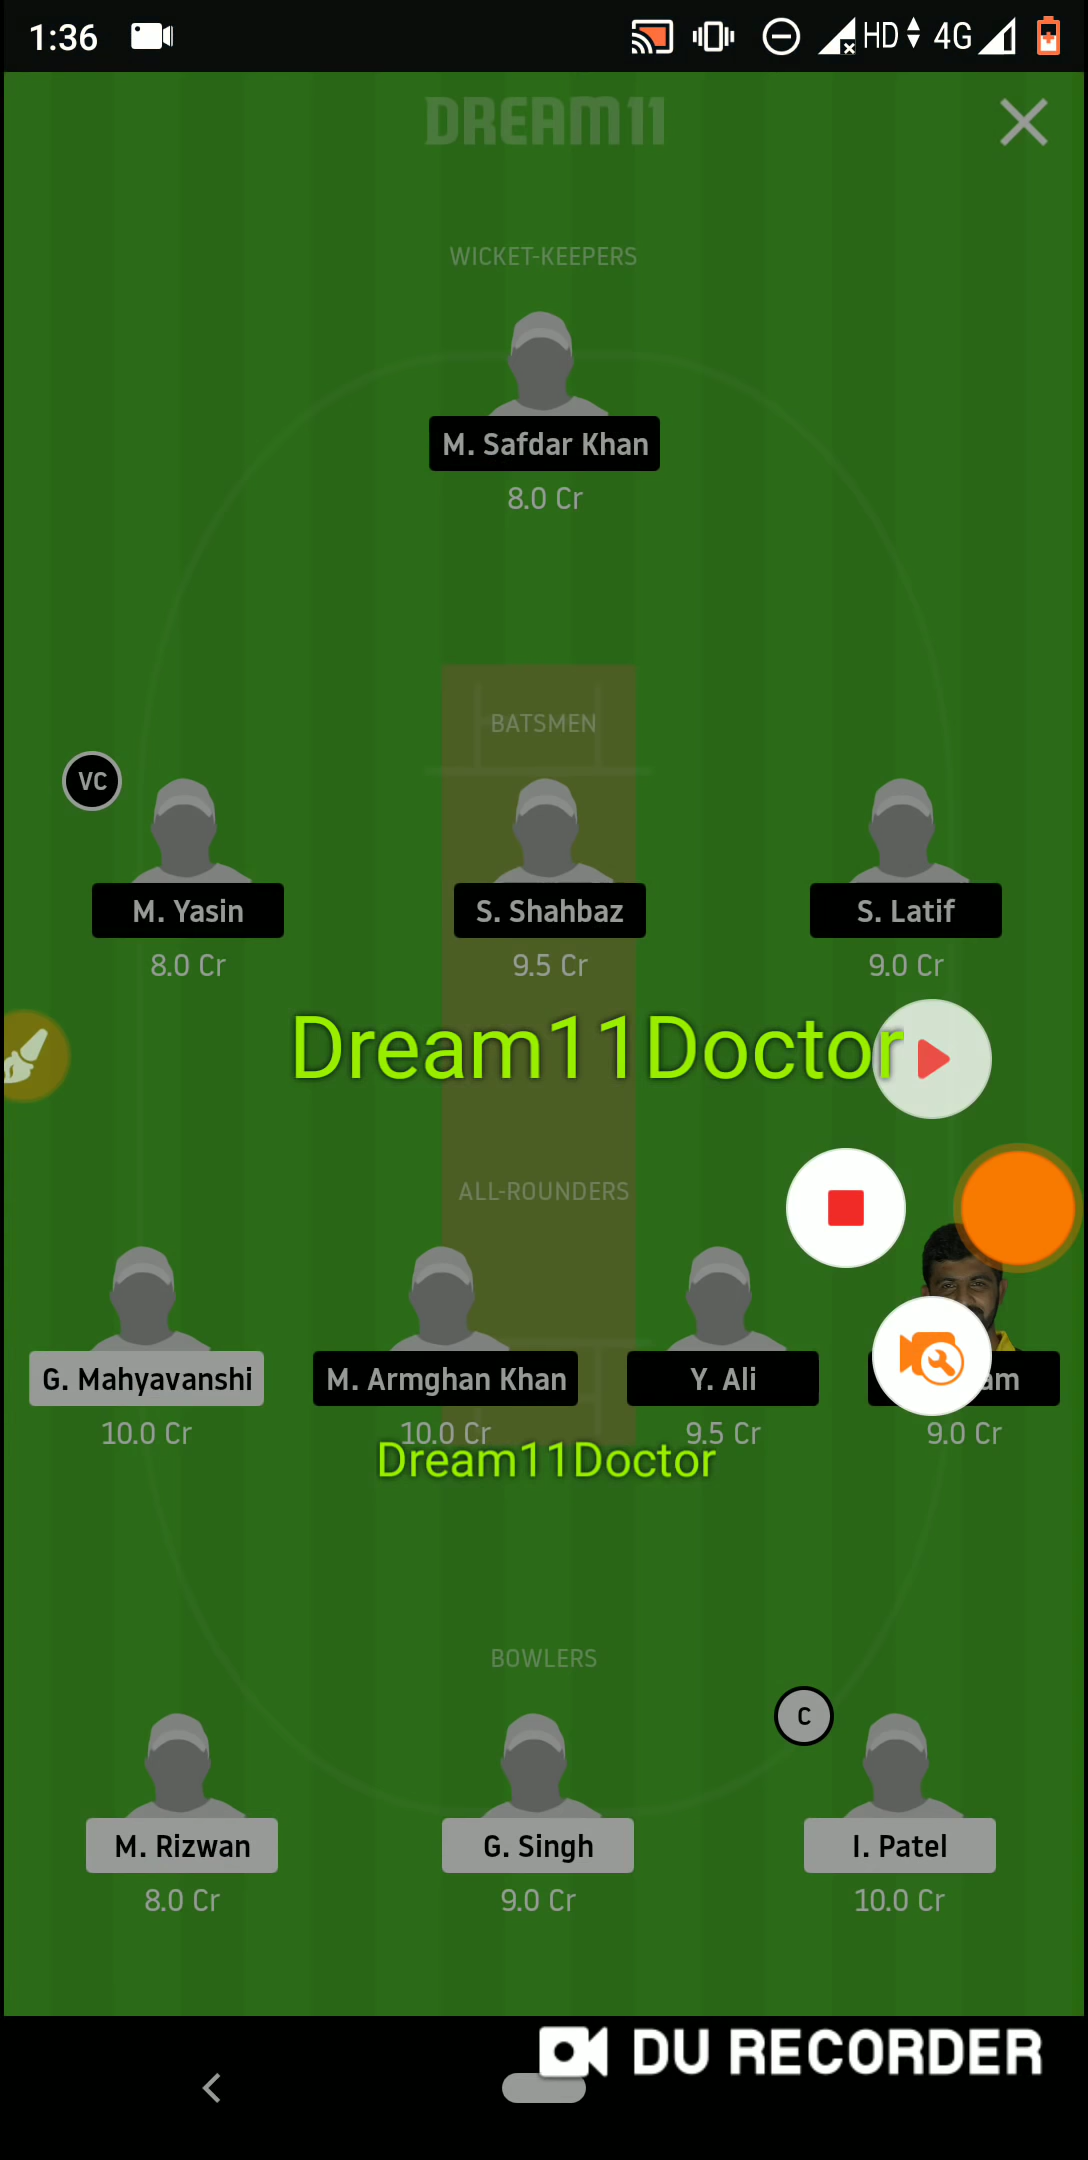 1:36 HD 4G
DREAM11
WICKET-KEEPERS
M. Safdar Khan
8.0 Cr
BATSMEN
VC
M. Yasin S. Shahbaz S. Latif
8.0 Cr 9.5 Cr 9.0 Cr
Dream11Doctor
ALL-ROUNDERS
G. Mahyavanshi M. Armghan Khan Y. Ali
10.0 Cr 10.0 Cr 9.5 Cr 9.0 Cr
Dream11Doctor
BOWLERS
C
M. Rizwan G. Singh I. Patel
8.0 Cr 9.0 Cr 10.0 Cr
DU RECORDER